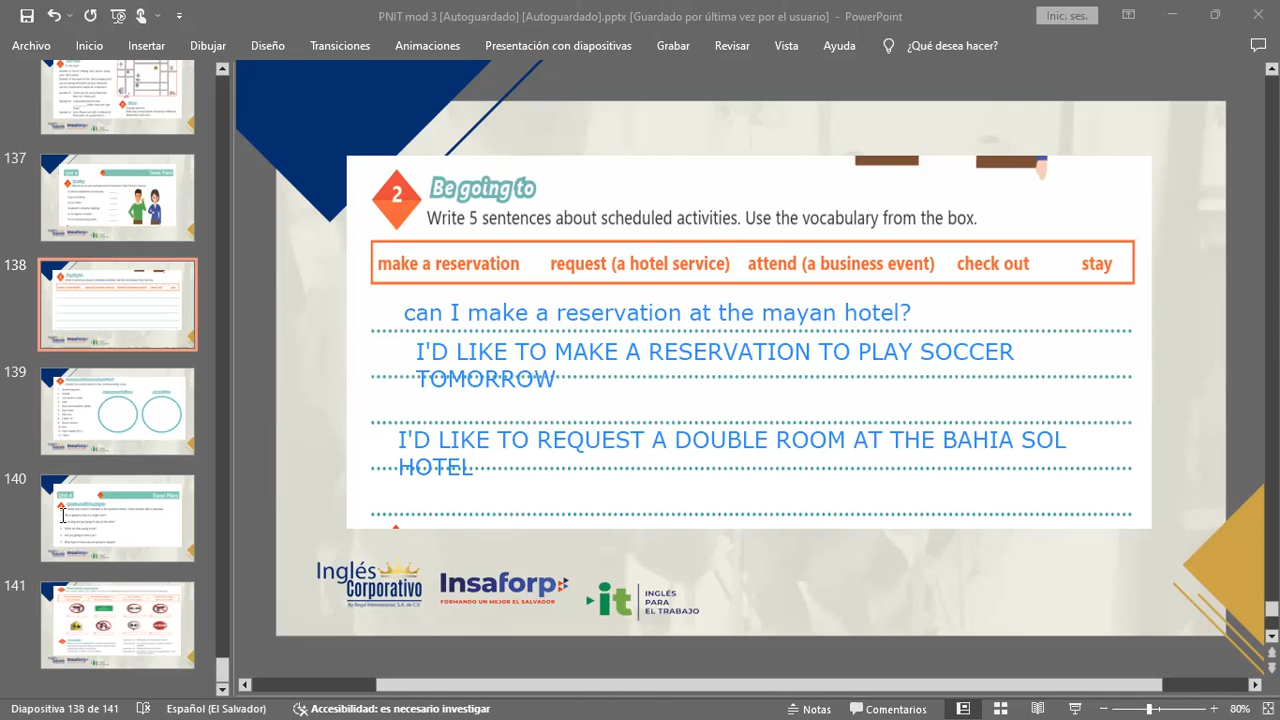 PNIT mod 3 [Autoguardado] [Autoguardado].pptx [Guardado por última vez por el usuario] - PowerPoint
Inic. ses.
Archivo Inicio Insertar Dibujar Diseño Transiciones Animaciones Presentación con diapositivas Grabar Revisar Vista Ayuda ¿Qué desea hacer?
137
138
139
140
141
2 Be going to
Write 5 sentences about scheduled activities. Use the vocabulary from the box.
make a reservation request (a hotel service) attend (a business event) check out stay
can I make a reservation at the mayan hotel?
I'D LIKE TO MAKE A RESERVATION TO PLAY SOCCER
TOMORROW
I'D LIKE TO REQUEST A DOUBLE ROOM AT THE BAHIA SOL
HOTEL
Inglés
Corporativo
By Regal International, S.A. de C.V.
Insaforp
FORMANDO UN MEJOR EL SALVADOR
it INGLÉS
PARA
EL TRABAJO
Diapositiva 138 de 141 Español (El Salvador) Accesibilidad: es necesario investigar Notas Comentarios 80%